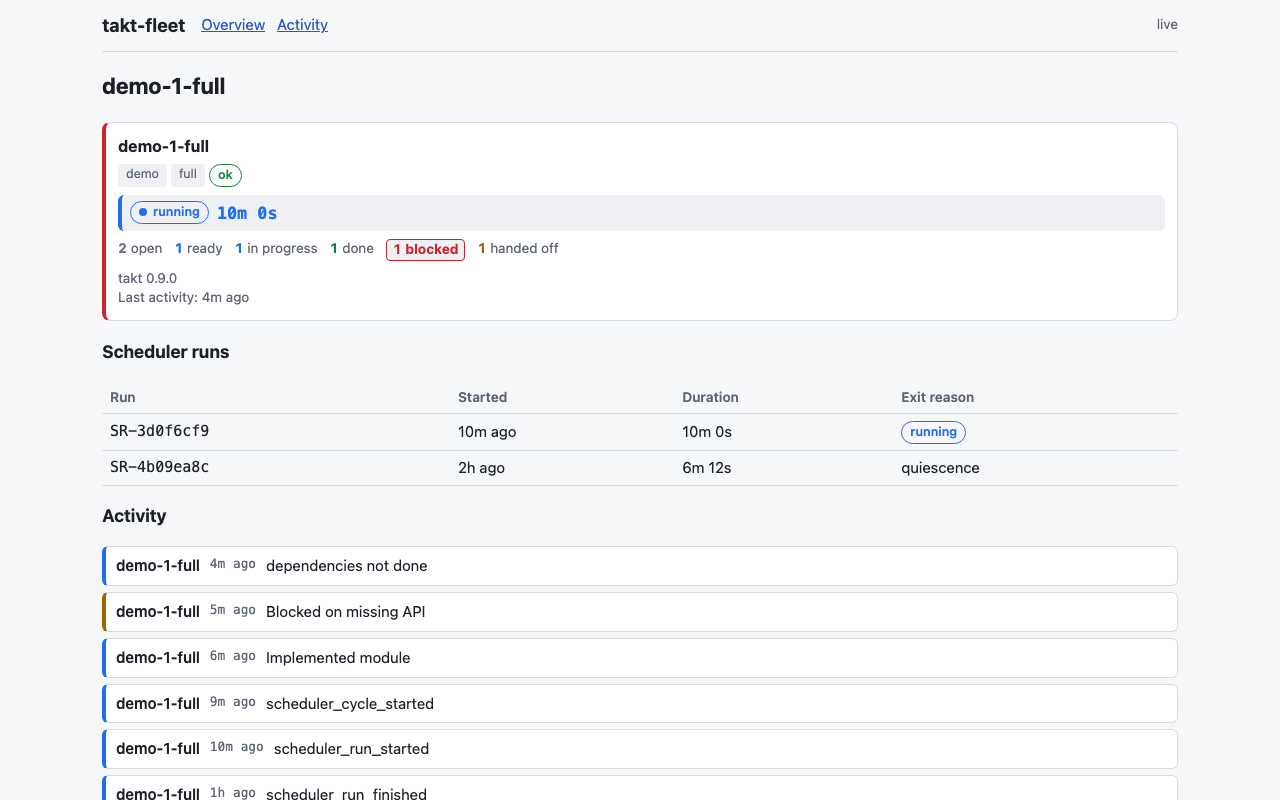 takt-fleet Overview Activity live
demo-1-full
demo-1-full
demo full ok
running 10m 0s
2 open 1 ready 1 in progress 1 done 1 blocked 1 handed off
takt 0.9.0
Last activity: 4m ago
Scheduler runs
Run Started Duration Exit reason
SR-3d0f6cf9 10m ago 10m 0s running
SR-4b09ea8c 2h ago 6m 12s quiescence
Activity
demo-1-full 4m ago dependencies not done
demo-1-full 5m ago Blocked on missing API
demo-1-full 6m ago Implemented module
demo-1-full 9m ago scheduler_cycle_started
demo-1-full 10m ago scheduler_run_started
demo-1-full 1h ago scheduler_run_finished